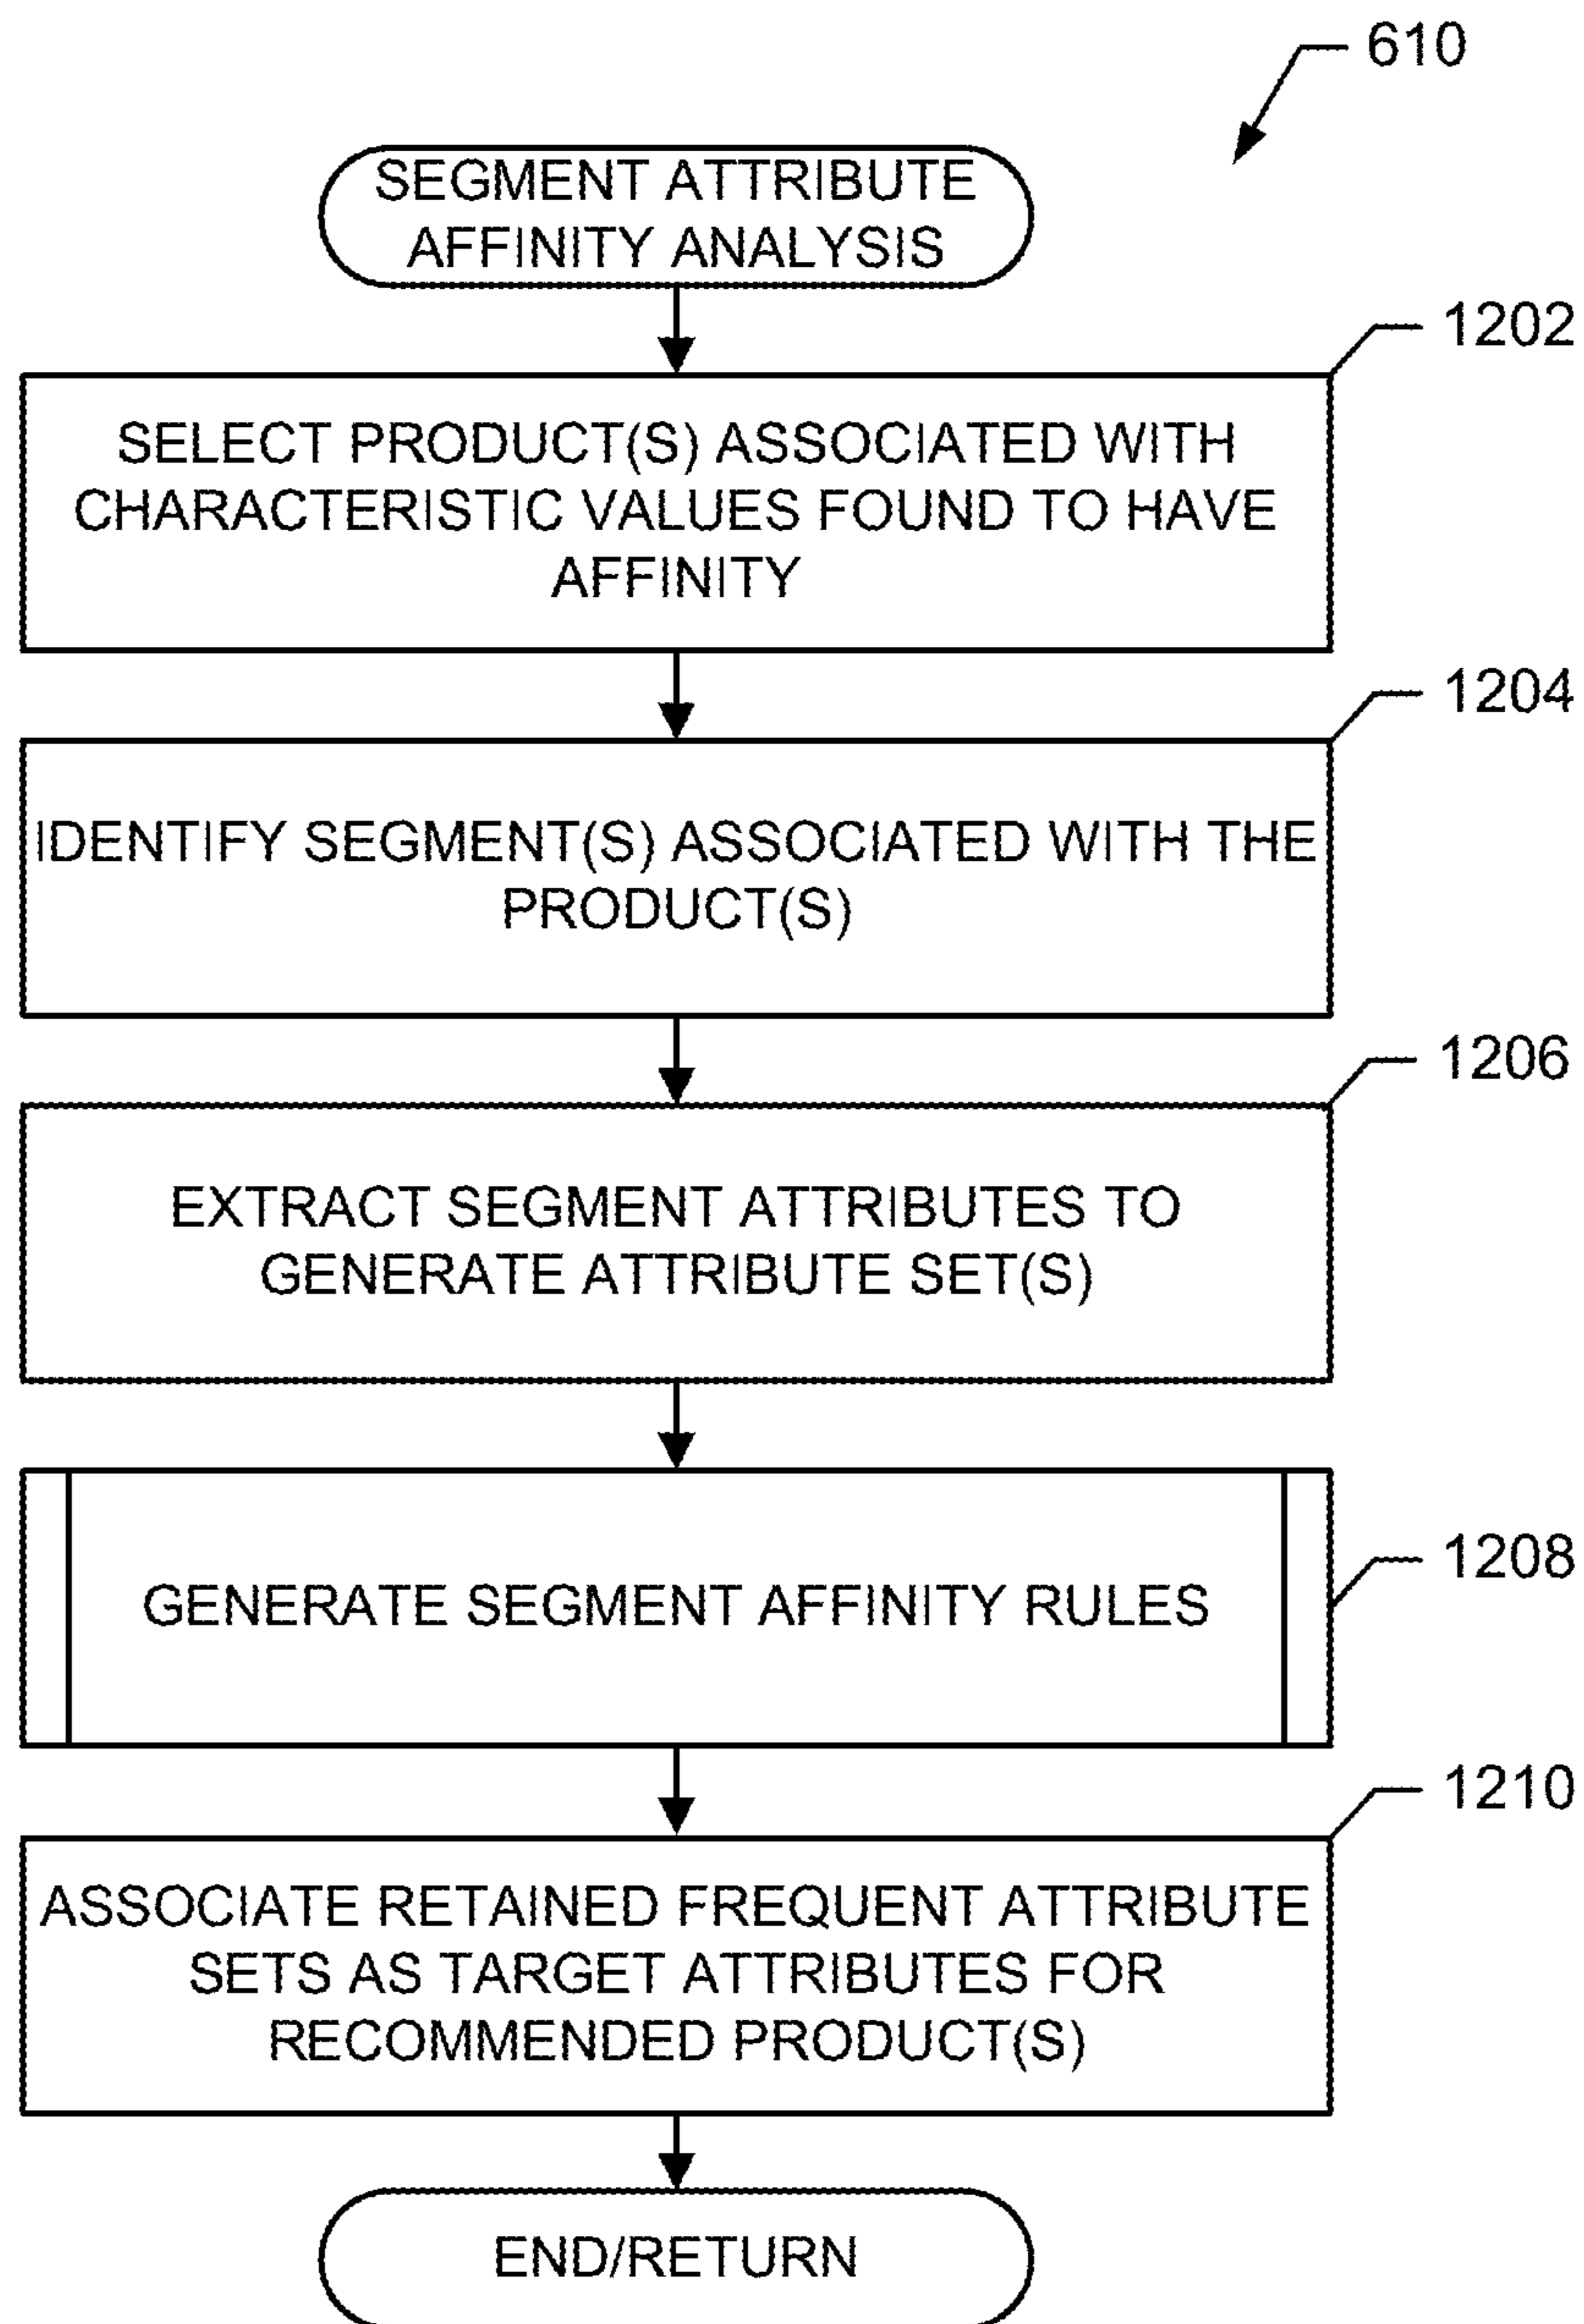 610
SEGMENT ATTRIBUTE
AFFINITY ANALYSIS
1202
SELECT PRODUCT(S) ASSOCIATED WITH
CHARACTERISTIC VALUES FOUND TO HAVE
AFFINITY
1204
IDENTIFY SEGMENT(S) ASSOCIATED WITH THE
PRODUCT(S)
1206
EXTRACT SEGMENT ATTRIBUTES TO
GENERATE ATTRIBUTE SET(S)
1208
GENERATE SEGMENT AFFINITY RULES
1210
ASSOCIATE RETAINED FREQUENT ATTRIBUTE
SETS AS TARGET ATTRIBUTES FOR
RECOMMENDED PRODUCT(S)
END/RETURN